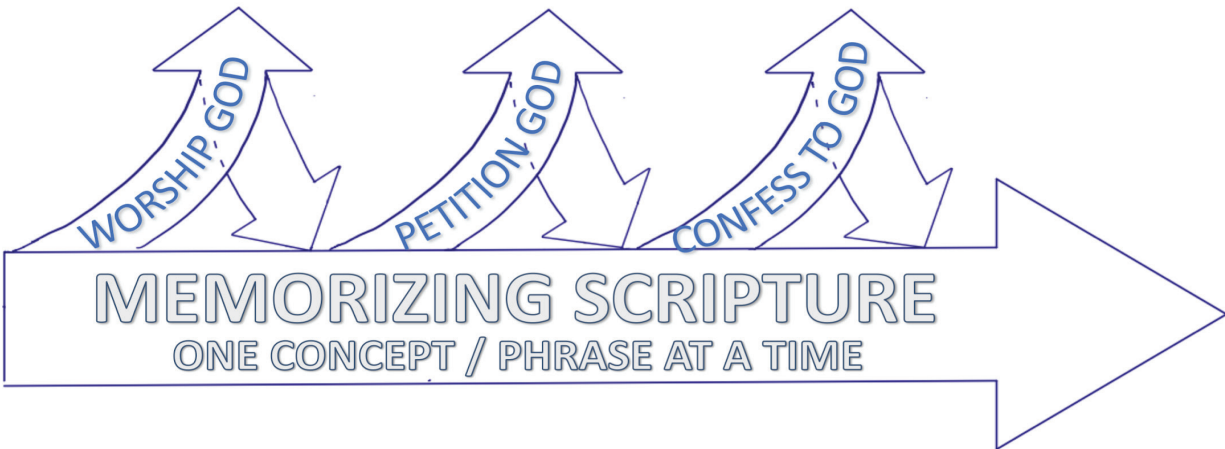 WORSHIP GOD
PETITION GOD
CONFESS TO GOD
MEMORIZING SCRIPTURE
ONE CONCEPT / PHRASE AT A TIME